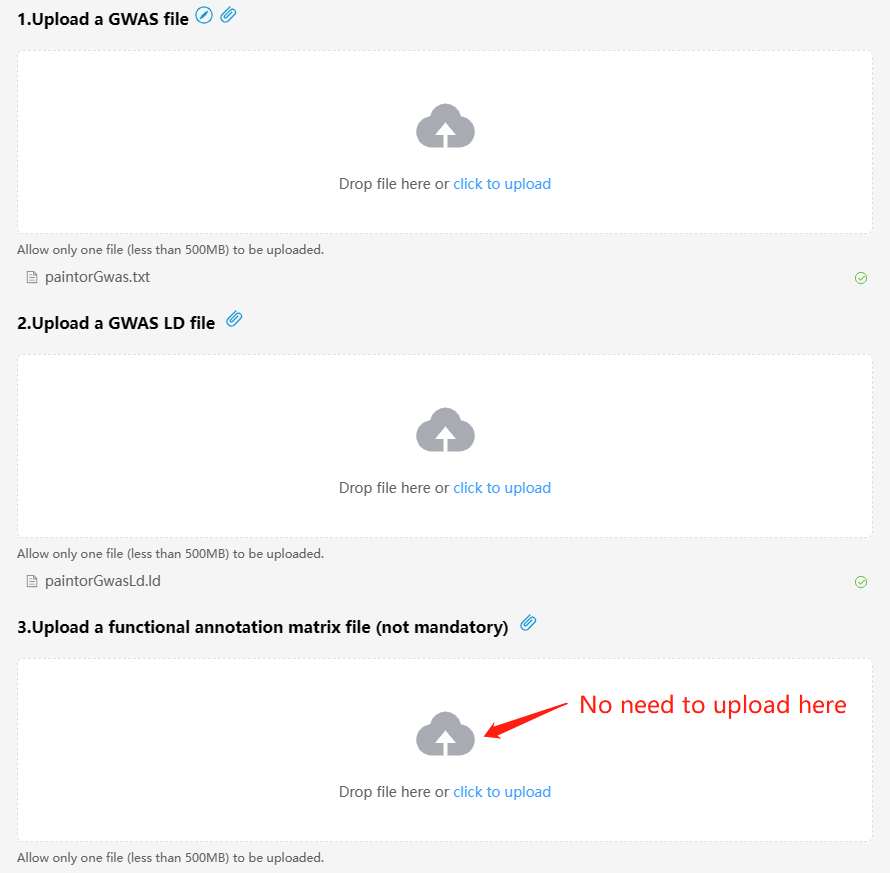 1.Upload a GWAS file
Drop file here or click to upload
Allow only one file (less than 500MB) to be uploaded.
paintorGwas.txt
2.Upload a GWAS LD file
Drop file here or click to upload
Allow only one file (less than 500MB) to be uploaded.
paintorGwasLd.ld
3.Upload a functional annotation matrix file (not mandatory)
No need to upload here
Drop file here or click to upload
Allow only one file (less than 500MB) to be uploaded.